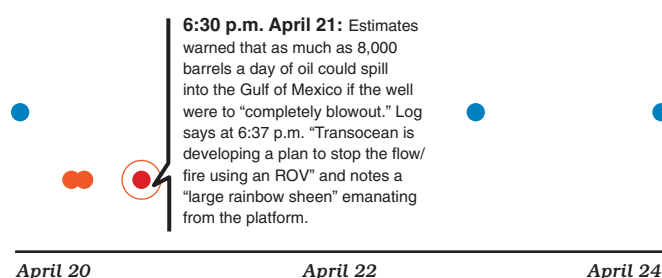 6:30 p.m. April 21: Estimates
warned that as much as 8,000
barrels a day of oil could spill
into the Gulf of Mexico if the well
were to “completely blowout.” Log
says at 6:37 p.m. “Transocean is
developing a plan to stop the flow/
fire using an ROV” and notes a
“large rainbow sheen” emanating
from the platform.
April 20 April 22 April 24